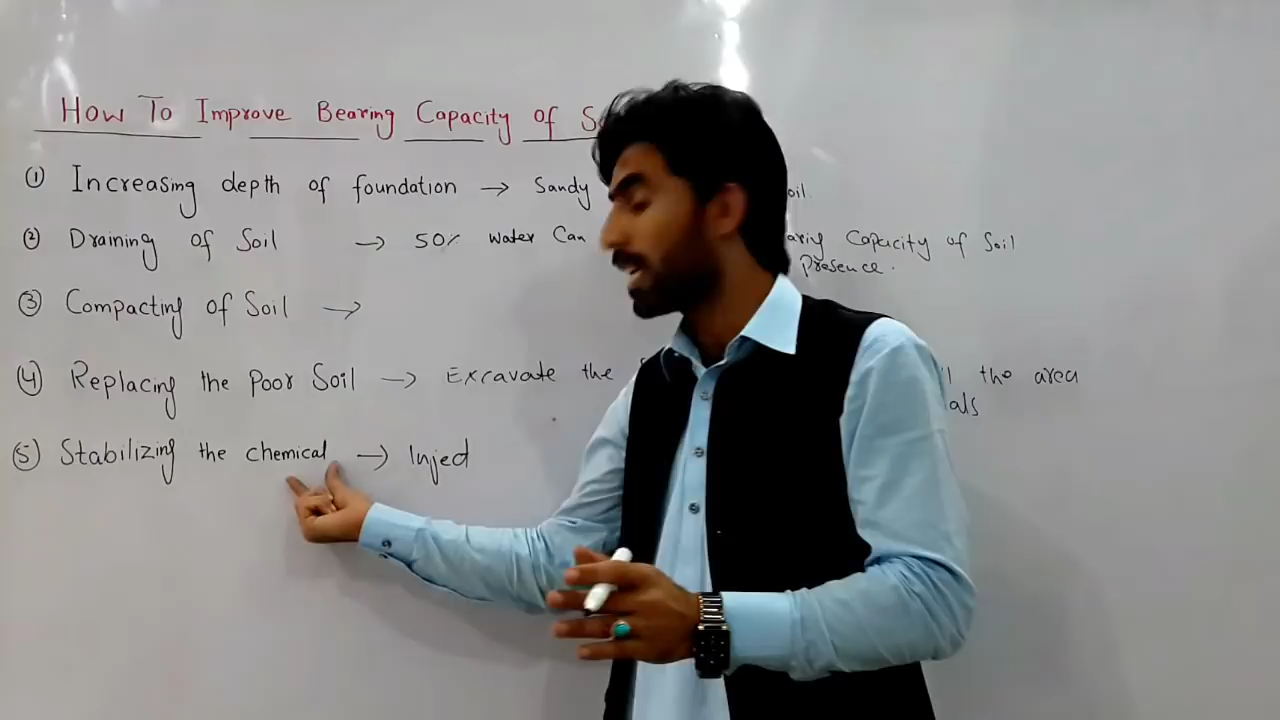 How To Improve Bearing Capacity of
① Increasing depth of foundation → Sandy oil
② Draining of Soil → 50% water Can aring Capacity of Soil
Presence.
③ Compacting of Soil →
④ Replacing the Poor Soil → Excavate the the area
als
⑤ Stabilizing the chemical → Injed